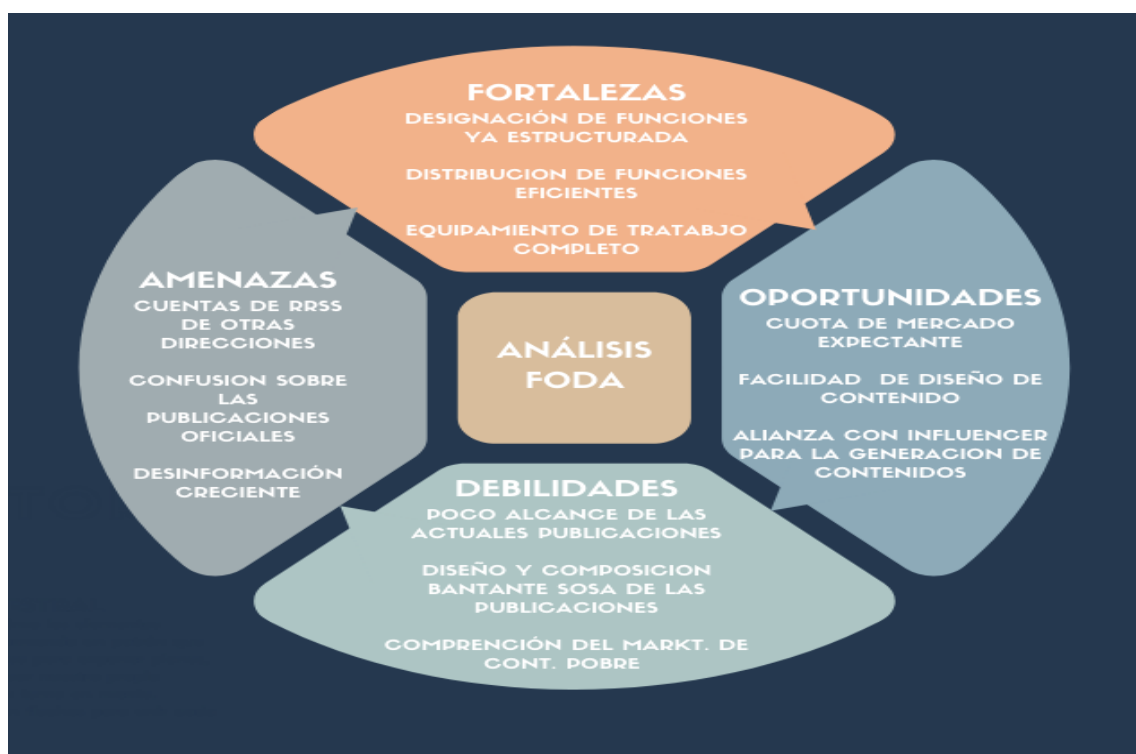 FORTALEZAS
DESIGNACIÓN DE FUNCIONES
YA ESTRUCTURADA
DISTRIBUCION DE FUNCIONES
EFICIENTES
EQUIPAMIENTO DE TRATABJO
COMPLETO
AMENAZAS
CUENTAS DE RRSS
DE OTRAS
DIRECCIONES
CONFUSION SOBRE
LAS
PUBLICACIONES
OFICIALES
DESINFORMACIÓN
CRECIENTE
ANÁLISIS
FODA
OPORTUNIDADES
CUOTA DE MERCADO
EXPECTANTE
FACILIDAD DE DISEÑO DE
CONTENIDO
ALIANZA CON INFLUENCER
PARA LA GENERACION DE
CONTENIDOS
DEBILIDADES
POCO ALCANCE DE LAS
ACTUALES PUBLICACIONES
DISEÑO Y COMPOSICION
BANTANTE SOSA DE LAS
PUBLICACIONES
COMPRENCIÓN DEL MARKT. DE
CONT. POBRE